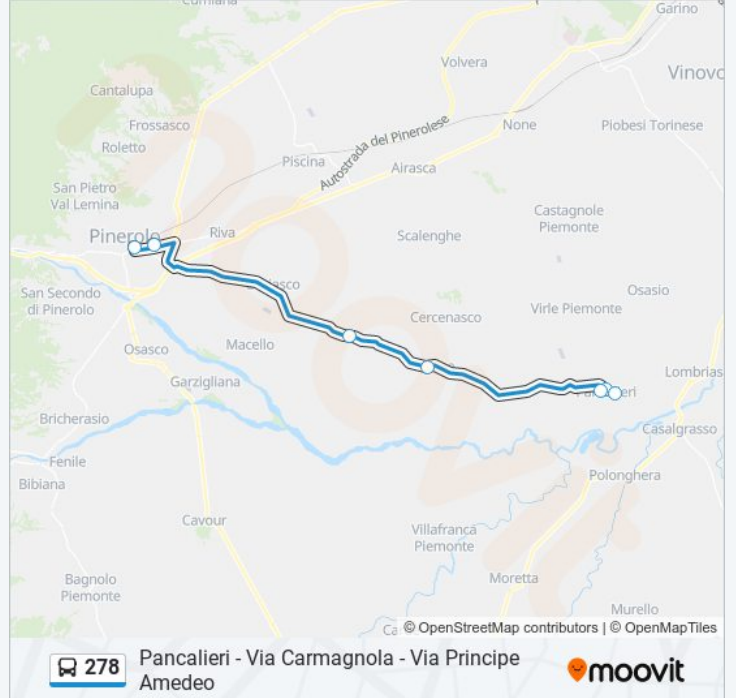 Garino
Cumiana
Volvera
Vinovo
Cantalupa
Frossasco
None
Piobesi Torinese
Roletto
Autostrada del Pinerolese
Piscina
Airasca
San Pietro
Val Lemina
Castagnole
Piemonte
Pinerolo
Riva
Scalenghe
San Secondo
di Pinerolo
asco
Osasio
Virle Piemonte
Cercenasco
Osasco
Macello
Lombrias
Garzigliana
Pancalieri
Bricherasio
Casalgrasso
Fenile
Bibiana
Polonghera
Cavour
Villafranca
Piemonte
Bagnolo
Piemonte
Moretta
Murello
© OpenStreetMap contributors | © OpenMapTiles
278
Pancalieri - Via Carmagnola - Via Principe
Amedeo
moovit